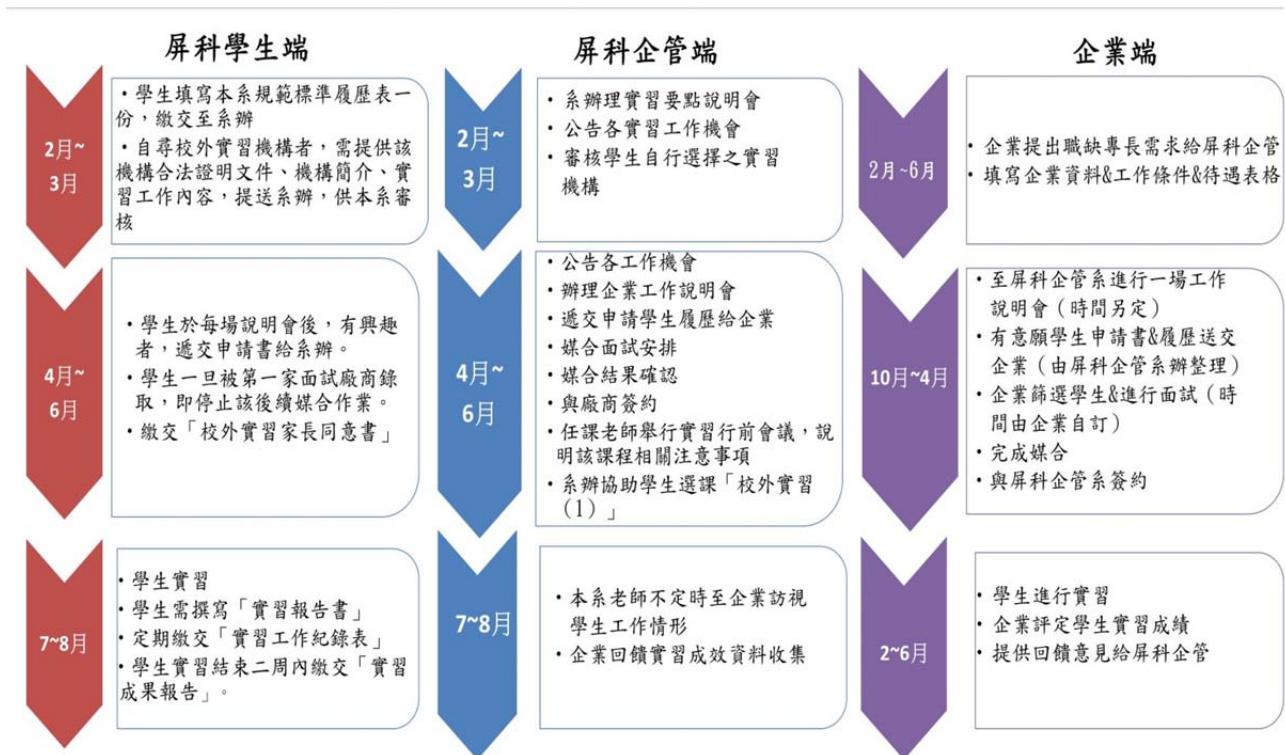 屏科學生端
2月~
3月
・學生填寫本系規範標準履歷表一
份，繳交至系辦
・自尋校外實習機構者，需提供該
機構合法證明文件、機構簡介、實
習工作內容，提送系辦，供本系審
核
4月~
6月
・學生於每場說明會後，有興趣
者，遞交申請書給系辦。
・學生一旦被第一家面試廠商錄
取，即停止該後續媒合作業。
・繳交「校外實習家長同意書」
7~8月
・學生實習
・學生需撰寫「實習報告書」
・定期繳交「實習工作紀錄表」
・學生實習結束二周內繳交「實習
成果報告」。
屏科企管端
2月~
3月
・系辦理實習要點說明會
・公告各實習工作機會
・審核學生自行選擇之實習
機構
4月~
6月
・公告各工作機會
・辦理企業工作說明會
・遞交申請學生履歷給企業
・媒合面試安排
・媒合結果確認
・與廠商簽約
・任課老師舉行實習行前會議，說
明該課程相關注意事項
・系辦協助學生選課「校外實習
（1）」
7~8月
・本系老師不定時至企業訪視
學生工作情形
・企業回饋實習成效資料收集
企業端
2月~6月
・企業提出職缺專長需求給屏科企管
・填寫企業資料&工作條件&待遇表格
10月~4月
・至屏科企管系進行一場工作
說明會（時間另定）
・有意願學生申請書&履歷送交
企業（由屏科企管系辦整理）
・企業篩選學生&進行面試（時
間由企業自訂）
・完成媒合
・與屏科企管系簽約
2~6月
・學生進行實習
・企業評定學生實習成績
・提供回饋意見給屏科企管